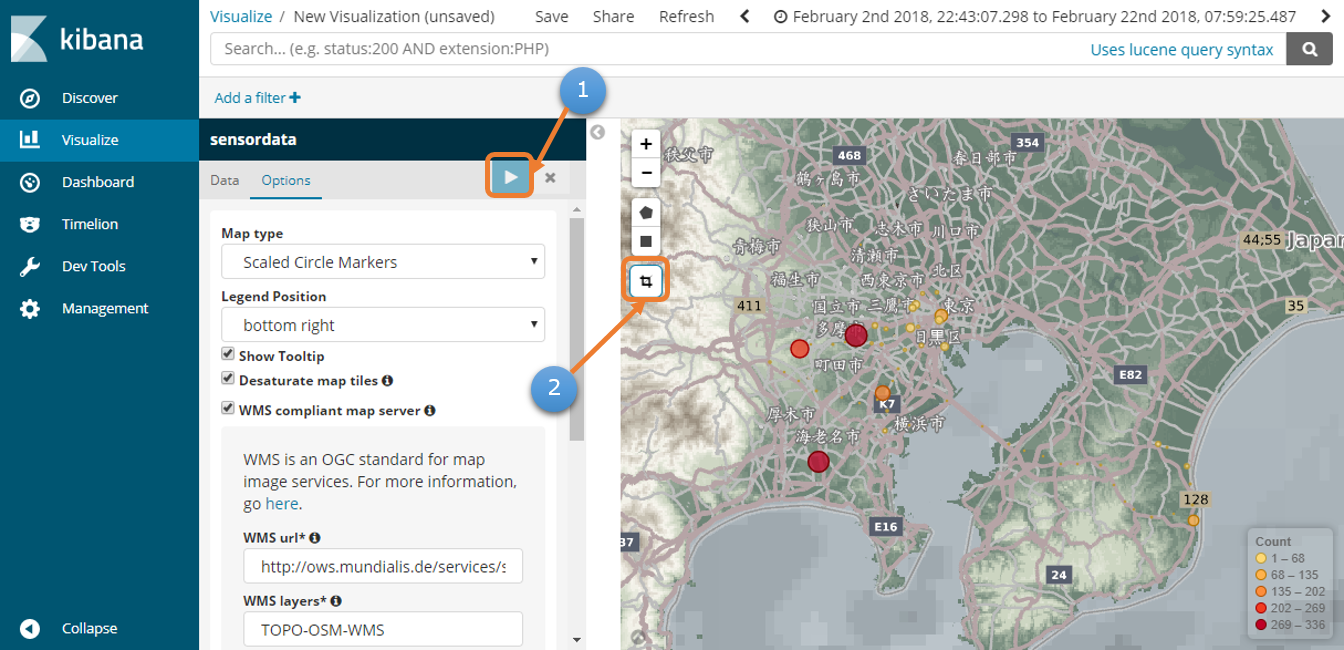 kibana
Discover
Visualize
Dashboard
Timelion
Dev Tools
Management
Collapse
Visualize / New Visualization (unsaved) Save Share Refresh February 2nd 2018, 22:43:07.298 to February 22nd 2018, 07:59:25.487
Search... (e.g. status:200 AND extension:PHP) Uses lucene query syntax
Add a filter
1
sensordata
Data Options
Map type
Scaled Circle Markers
Legend Position
bottom right
Show Tooltip
Desaturate map tiles
WMS compliant map server
WMS is an OGC standard for map
image services. For more information,
go here.
WMS url*
http://ows.mundialis.de/services/s
WMS layers*
TOPO-OSM-WMS
2
354
468
秩父市
春日部市
鶴ヶ島市
さいたま市
狭山市
志木市
川口市
青梅市
44;55
Japan
清瀬市
福生市
西東京市
北区
411
国立市
三鷹市
東京
35
目黒区
町田市
E82
K7
厚木市
横浜市
海老名市
128
E16
37
24
Count
1 – 68
68 – 135
135 – 202
202 – 269
269 – 336